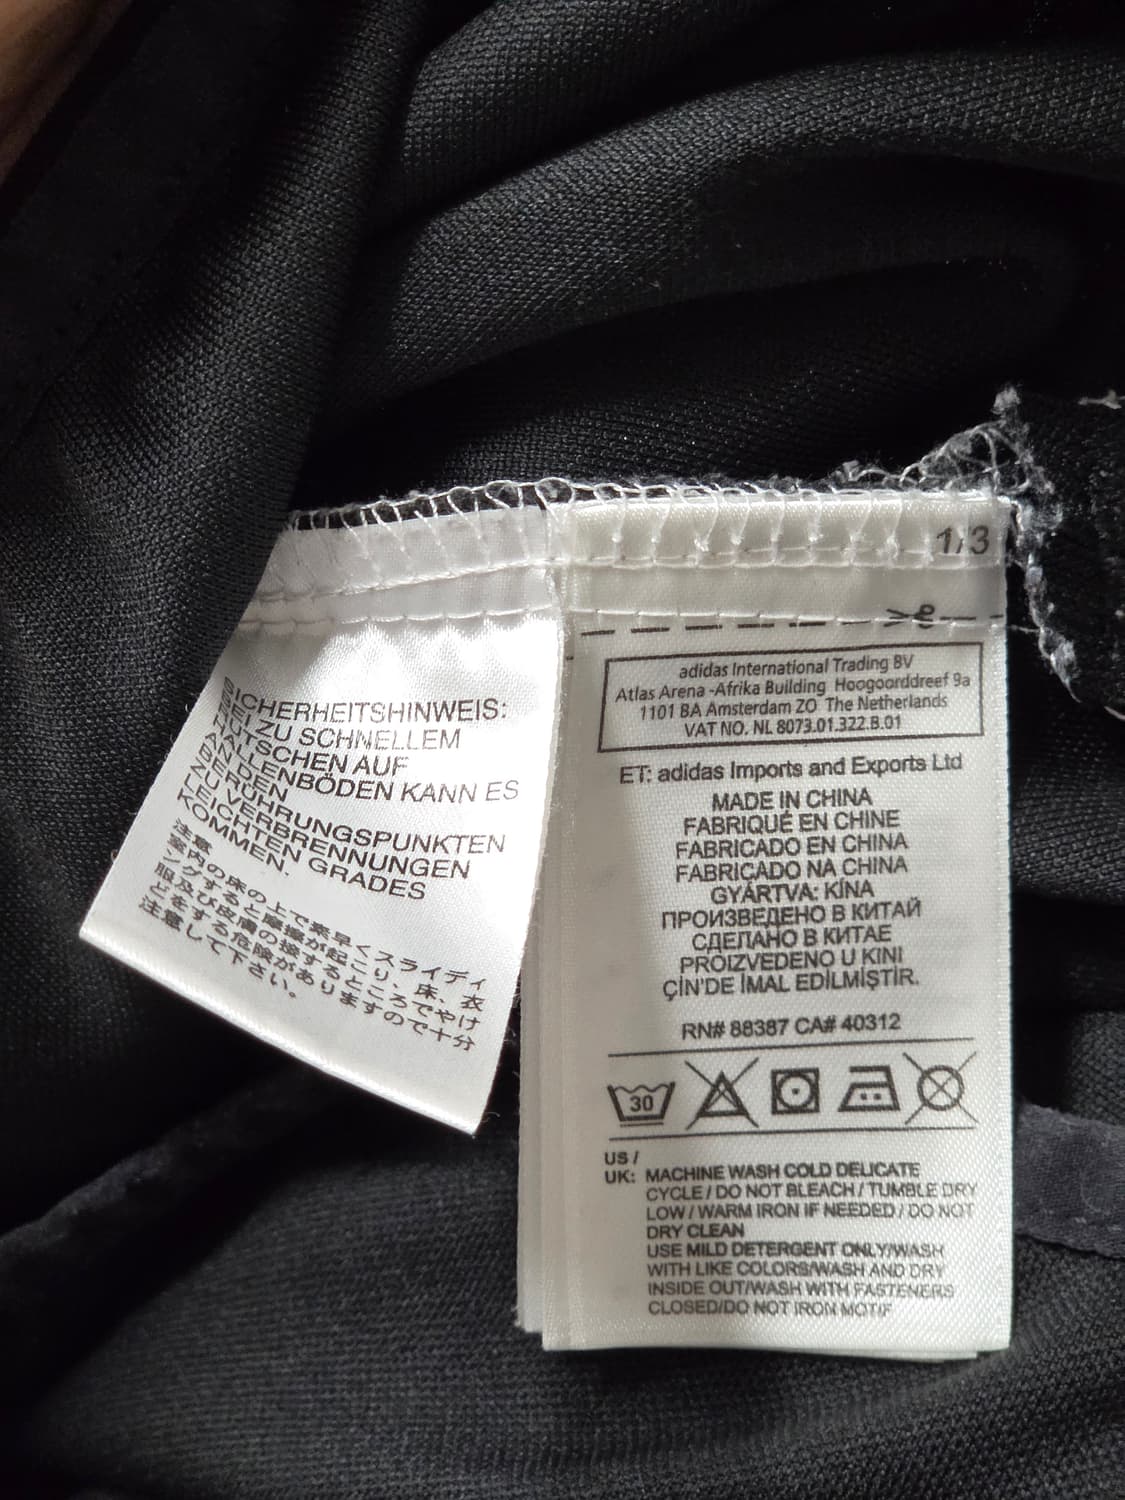 SICHERHEITSHINWEIS:
BEI ZU SCHNELLEM
RUTSCHEN AUF
HALLENBÖDEN KANN ES
AN DEN
BERÜHRUNGSPUNKTEN
ZU LEICHTEN
VERBRENNUNGEN
KOMMEN.
注意
室内の床の上で素早くスライディ
ングすると摩擦が起こり、床、衣
服及び皮膚の接するところでやけ
どをする危険がありますので十分
注意して下さい。
1/3
adidas International Trading BV
Atlas Arena -Afrika Building Hoogoorddreef 9a
1101 BA Amsterdam ZO The Netherlands
VAT NO. NL 8073.01.322.B.01
ET: adidas Imports and Exports Ltd
MADE IN CHINA
FABRIQUÉ EN CHINE
FABRICADO EN CHINA
FABRICADO NA CHINA
GYÁRTVA: KÍNA
ПРОИЗВЕДЕНО В КИТАЙ
СДЕЛАНО В КИТАЕ
PROIZVEDENO U KINI
ÇİN'DE İMAL EDİLMİŞTİR.
RN# 88387 CA# 40312
30
US /
UK: MACHINE WASH COLD DELICATE
CYCLE / DO NOT BLEACH / TUMBLE DRY
LOW / WARM IRON IF NEEDED / DO NOT
DRY CLEAN
USE MILD DETERGENT ONLY/WASH
WITH LIKE COLORS/WASH AND DRY
INSIDE OUT/WASH WITH FASTENERS
CLOSED/DO NOT IRON MOTIF